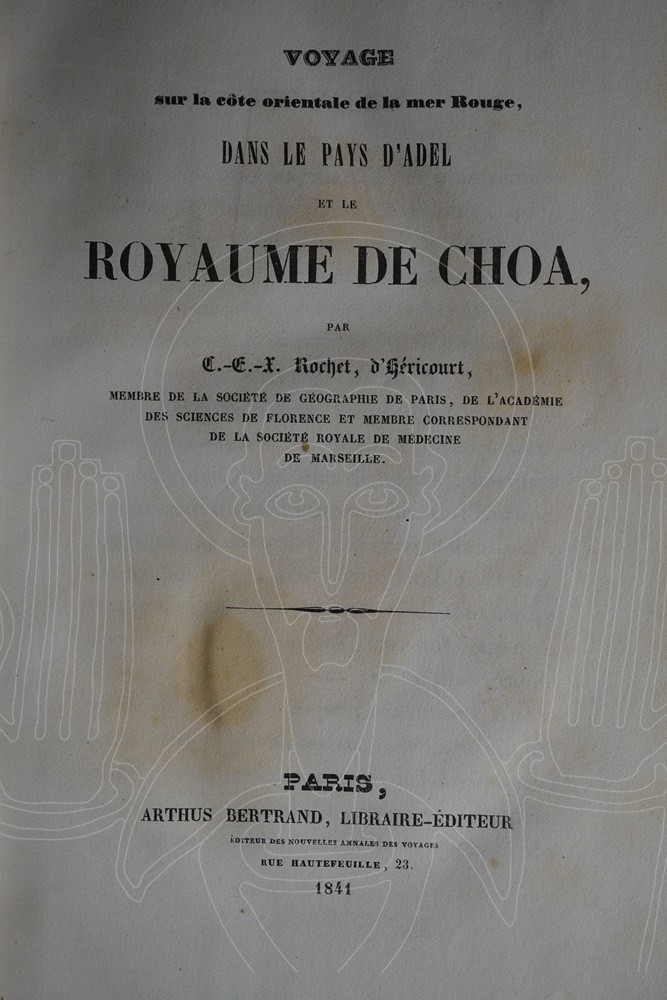 VOYAGE
sur la côte orientale de la mer Rouge,
DANS LE PAYS D'ADEL
ET LE
ROYAUME DE CHOA,
PAR
C.-E.-X. Rochet, d'Héricourt,
MEMBRE DE LA SOCIÉTÉ DE GÉOGRAPHIE DE PARIS, DE L'ACADÉMIE
DES SCIENCES DE FLORENCE ET MEMBRE CORRESPONDANT
DE LA SOCIÉTÉ ROYALE DE MÉDECINE
DE MARSEILLE.
PARIS,
ARTHUS BERTRAND, LIBRAIRE-ÉDITEUR
ÉDITEUR DES NOUVELLES ANNALES DES VOYAGES
RUE HAUTEFEUILLE, 23.
1841